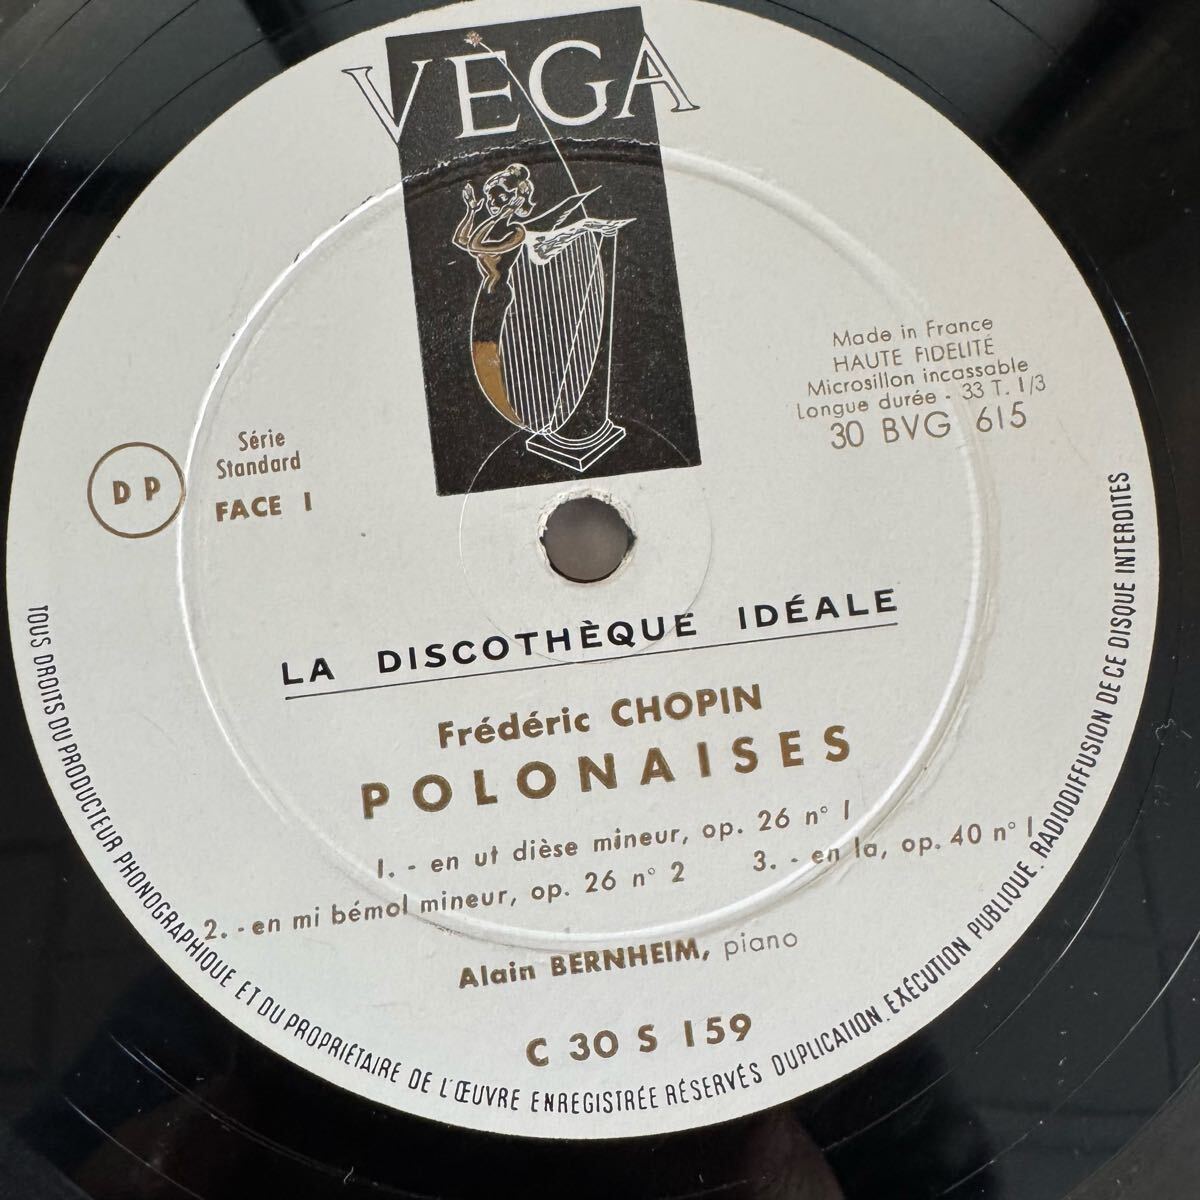 VÈGA
Made in France
HAUTE FIDELITÉ
Microsillon incassable
Longue durée - 33 T. 1/3
30 BVG 615
Série
Standard
FACE 1
DP
LA DISCOTHÈQUE IDÉALE
Frédéric CHOPIN
POLONAISES
1. - en ut dièse mineur, op. 26 n° 1
2. - en mi bémol mineur, op. 26 n° 2 3. - en la, op. 40 n° 1
Alain BERNHEIM, piano
C 30 S 159
TOUS DROITS DU PRODUCTEUR PHONOGRAPHIQUE ET DU PROPRIÉTAIRE DE L'ŒUVRE ENREGISTRÉE RÉSERVÉS DUPLICATION. EXÉCUTION PUBLIQUE. RADIODIFFUSION DE CE DISQUE INTERDITES